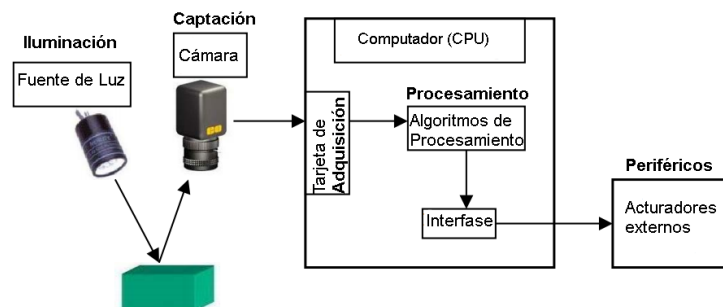 Iluminación
Fuente de Luz
Captación
Cámara
Computador (CPU)
Tarjeta de
Adquisición
Procesamiento
Algoritmos de
Procesamiento
Interfase
Periféricos
Acturadores
externos